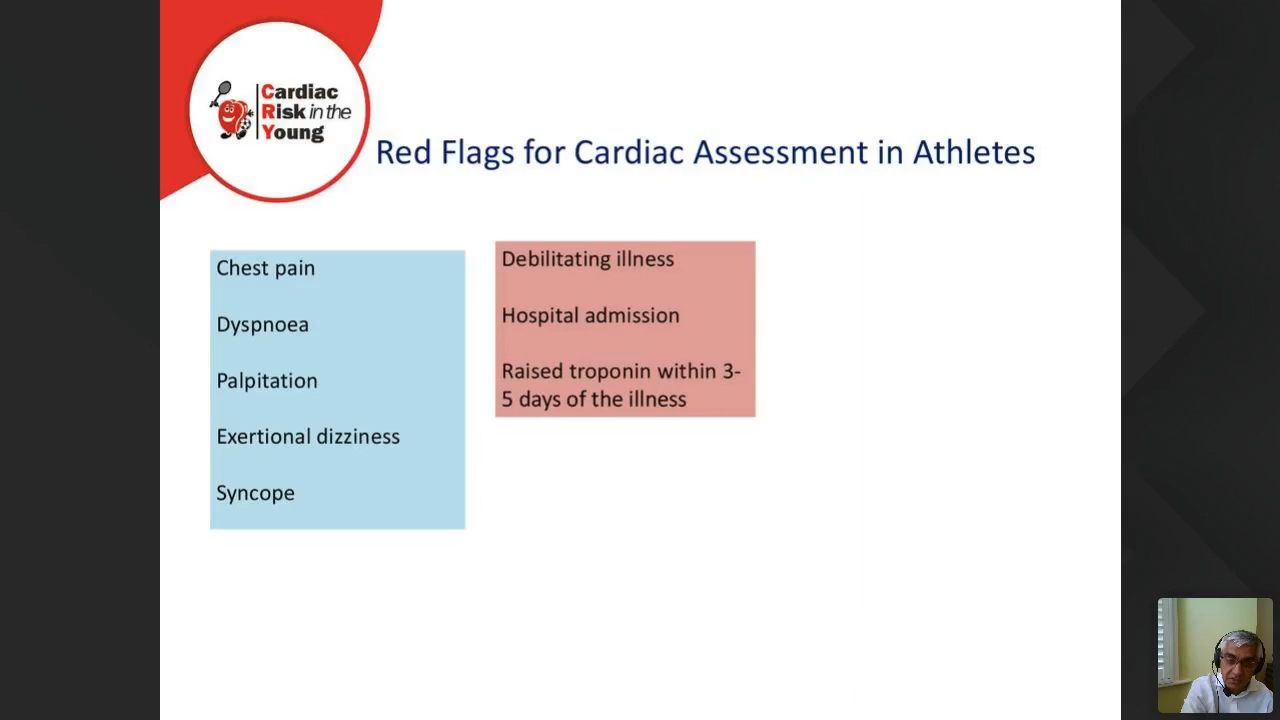 Cardiac
Risk in the
Young
Red Flags for Cardiac Assessment in Athletes
Chest pain
Dyspnoea
Palpitation
Exertional dizziness
Syncope
Debilitating illness
Hospital admission
Raised troponin within 3-
5 days of the illness